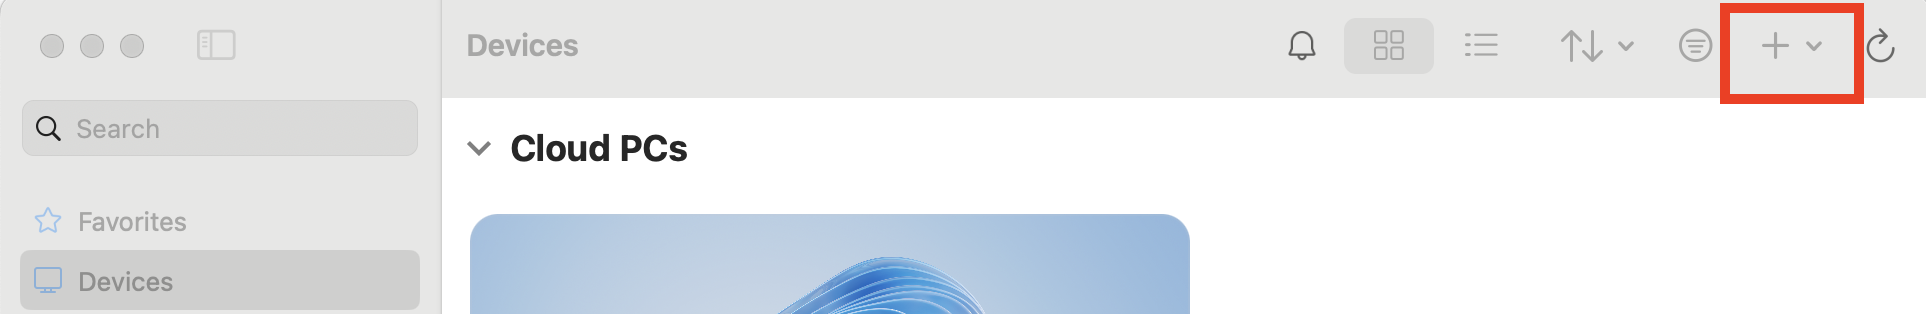 Devices
Search
Cloud PCs
Favorites
Devices